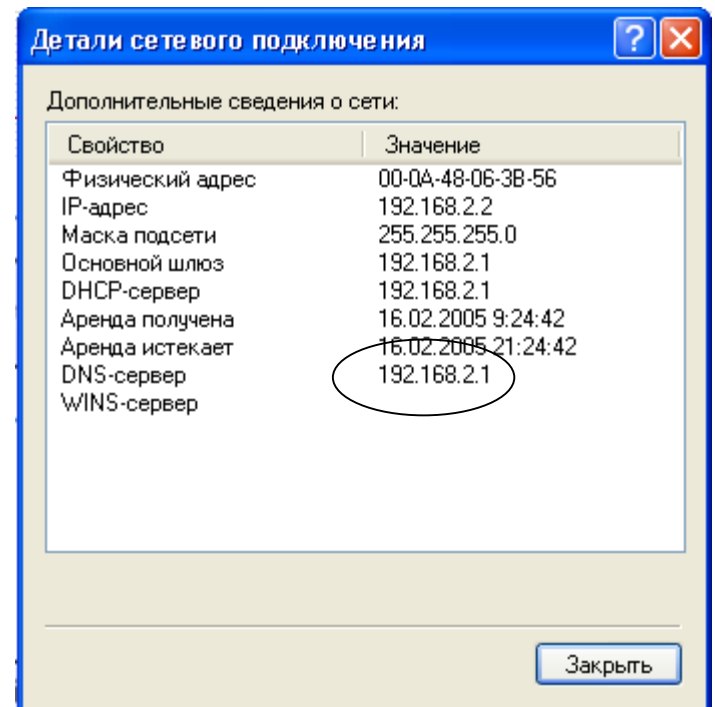 Детали сетевого подключения
Дополнительные сведения о сети:
Свойство Значение
Физический адрес 00-0A-48-06-3B-56
IP-адрес 192.168.2.2
Маска подсети 255.255.255.0
Основной шлюз 192.168.2.1
DHCP-сервер 192.168.2.1
Аренда получена 16.02.2005 9:24:42
Аренда истекает 16.02.2005 21:24:42
DNS-сервер 192.168.2.1
WINS-сервер
Закрыть